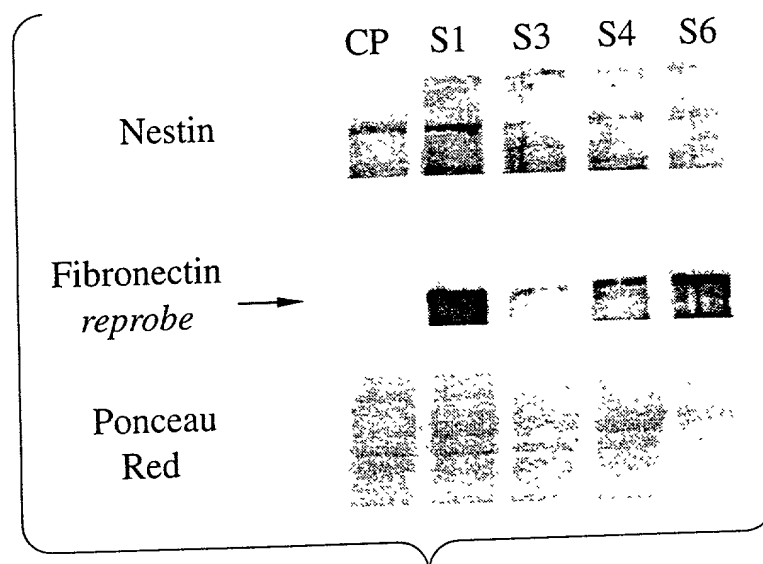 CP S1 S3 S4 S6
Nestin
Fibronectin
reprobe
Ponceau
Red